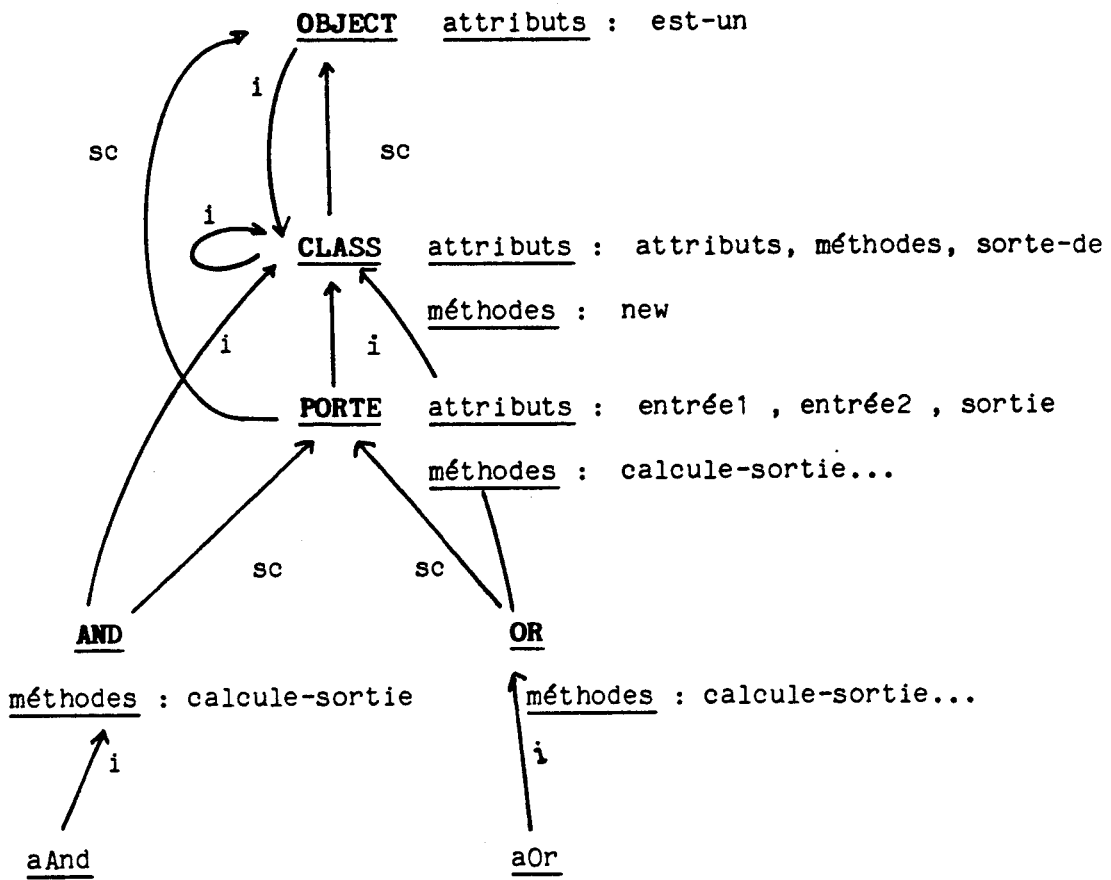 OBJECT attributs : est-un
i
sc sc
i
CLASS attributs : attributs, méthodes, sorte-de
méthodes : new
i i
PORTE attributs : entrée1 , entrée2 , sortie
méthodes : calcule-sortie...
sc sc
AND OR
méthodes : calcule-sortie méthodes : calcule-sortie...
i i
aAnd aOr